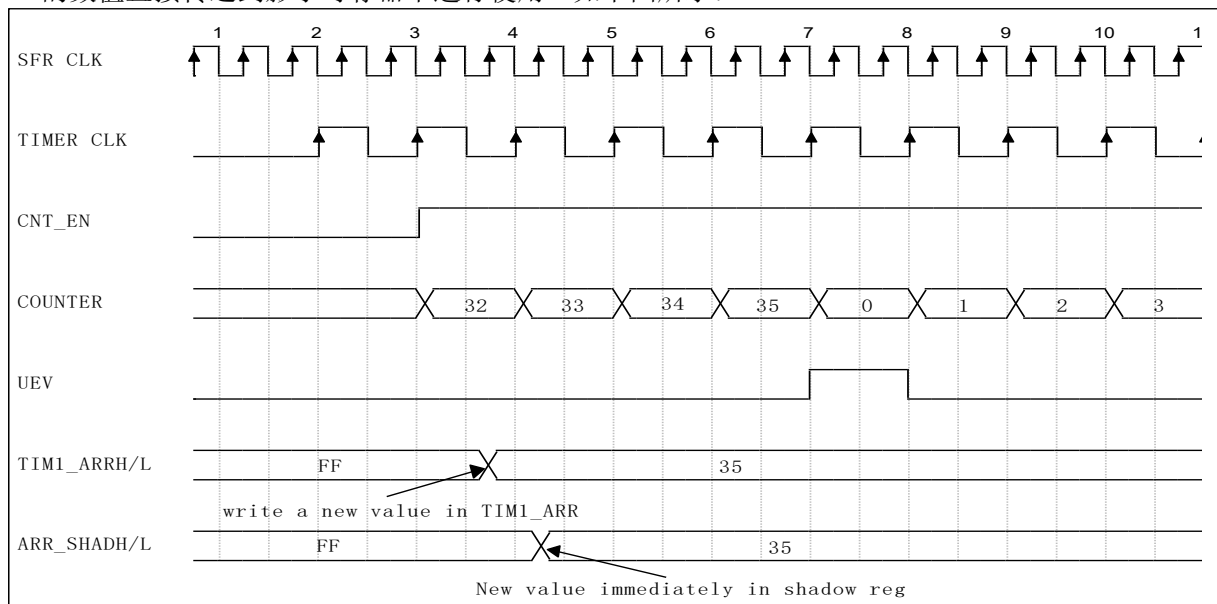 1 2 3 4 5 6 7 8 9 10 1
SFR CLK
TIMER CLK
CNT_EN
COUNTER 32 33 34 35 0 1 2 3
UEV
TIM1_ARRH/L FF 35
write a new value in TIM1_ARR
ARR_SHADH/L FF 35
New value immediately in shadow reg